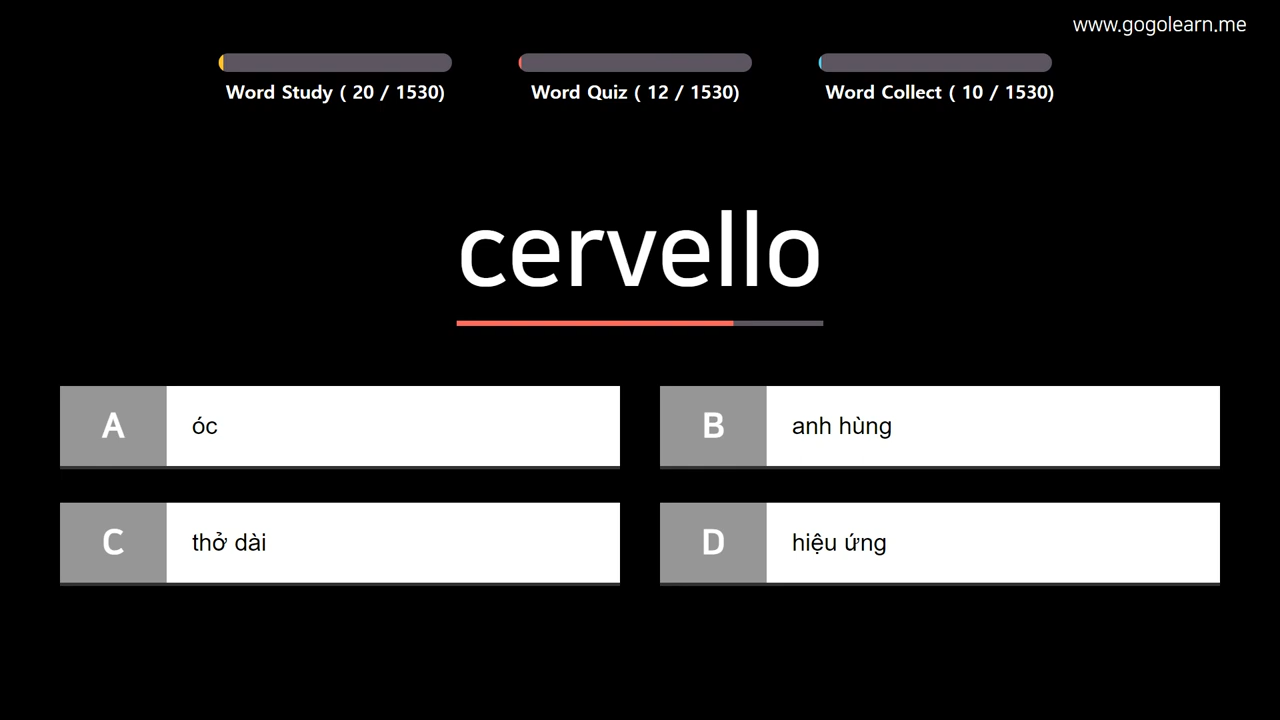 www.gogolearn.me
Word Study ( 20 / 1530)
Word Quiz ( 12 / 1530)
Word Collect ( 10 / 1530)
cervello
A
óc
B
anh hùng
C
thở dài
D
hiệu ứng